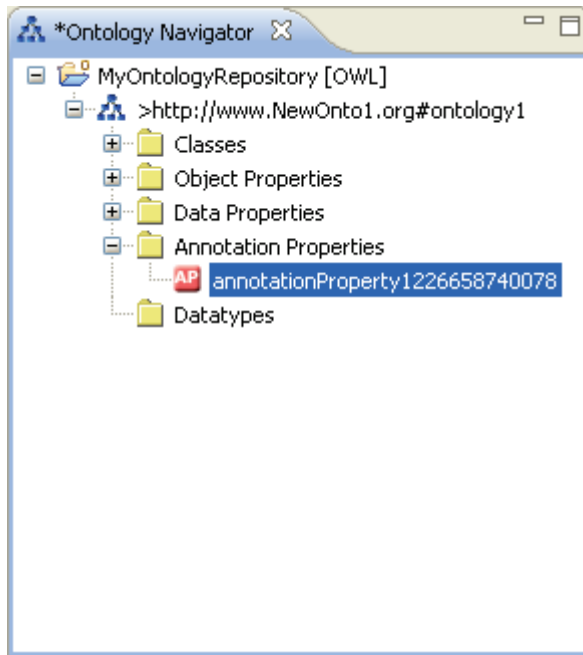 *Ontology Navigator
MyOntologyRepository [OWL]
>http://www.NewOnto1.org#ontology1
Classes
Object Properties
Data Properties
Annotation Properties
AP annotationProperty1226658740078
Datatypes